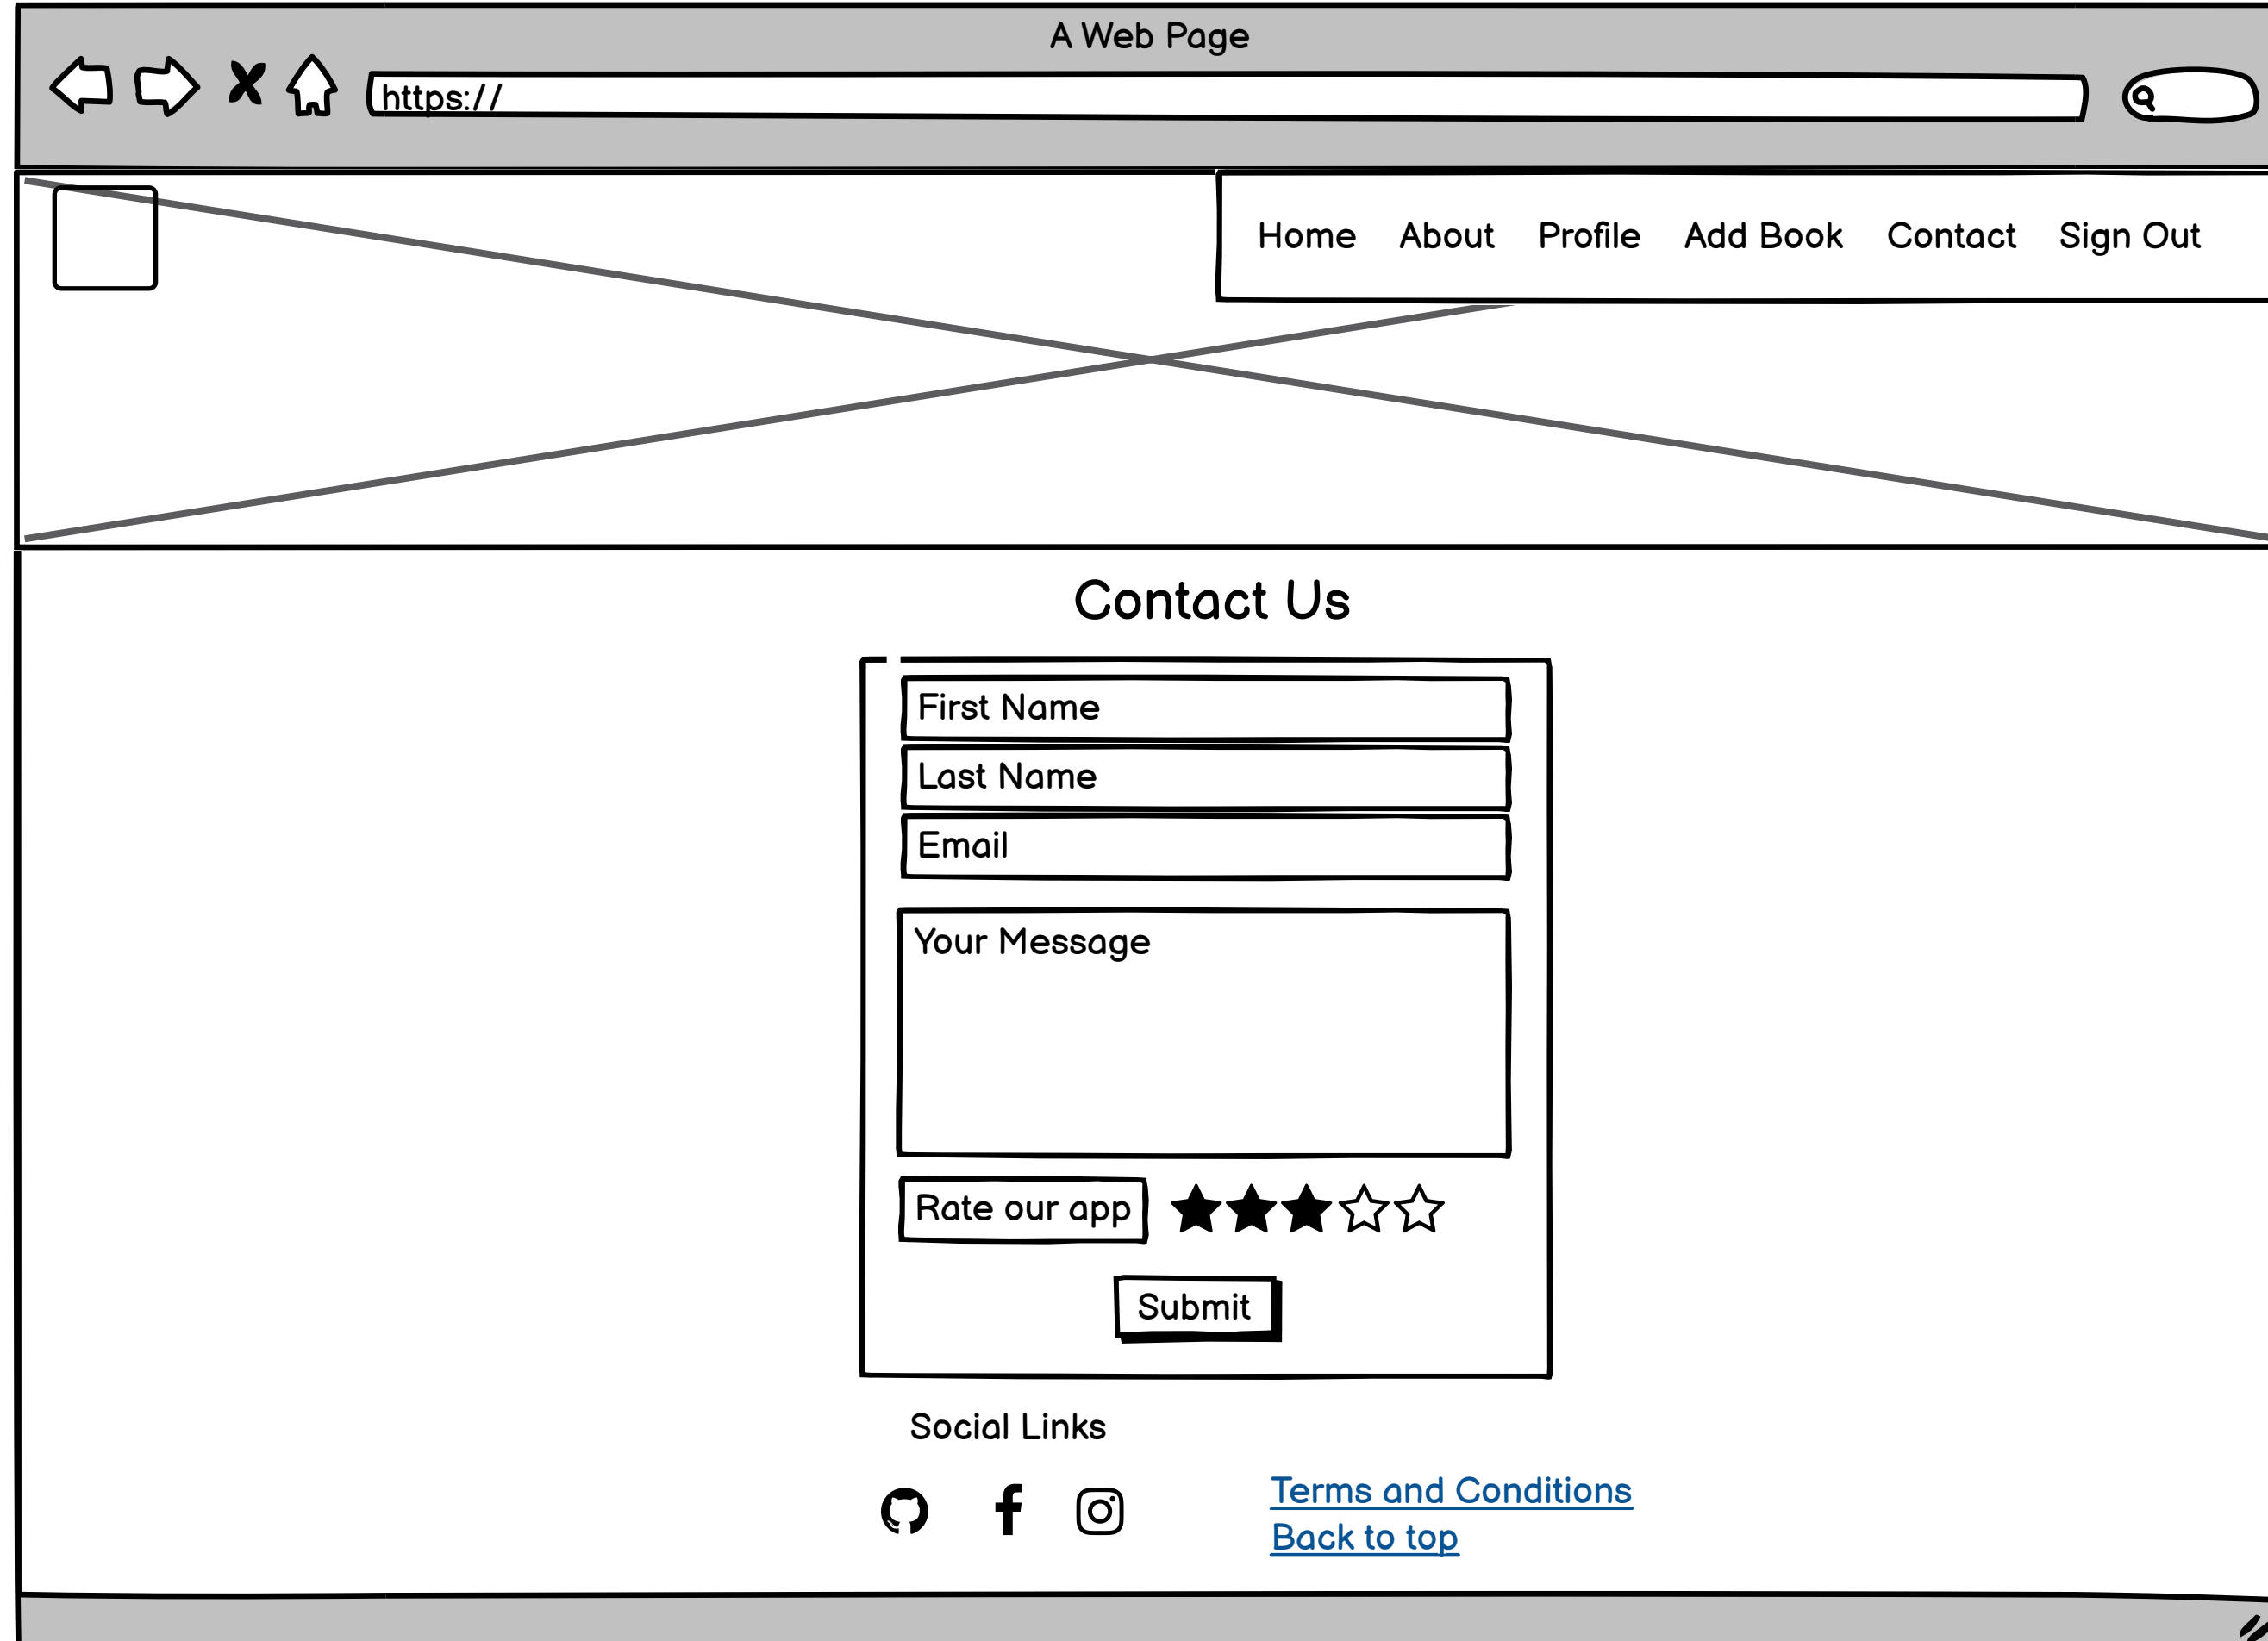 A Web Page
https://
Home About Profile Add Book Contact Sign Out
Contact Us
First Name
Last Name
Email
Your Message
Rate our app
Submit
Social Links
Terms and Conditions
Back to top